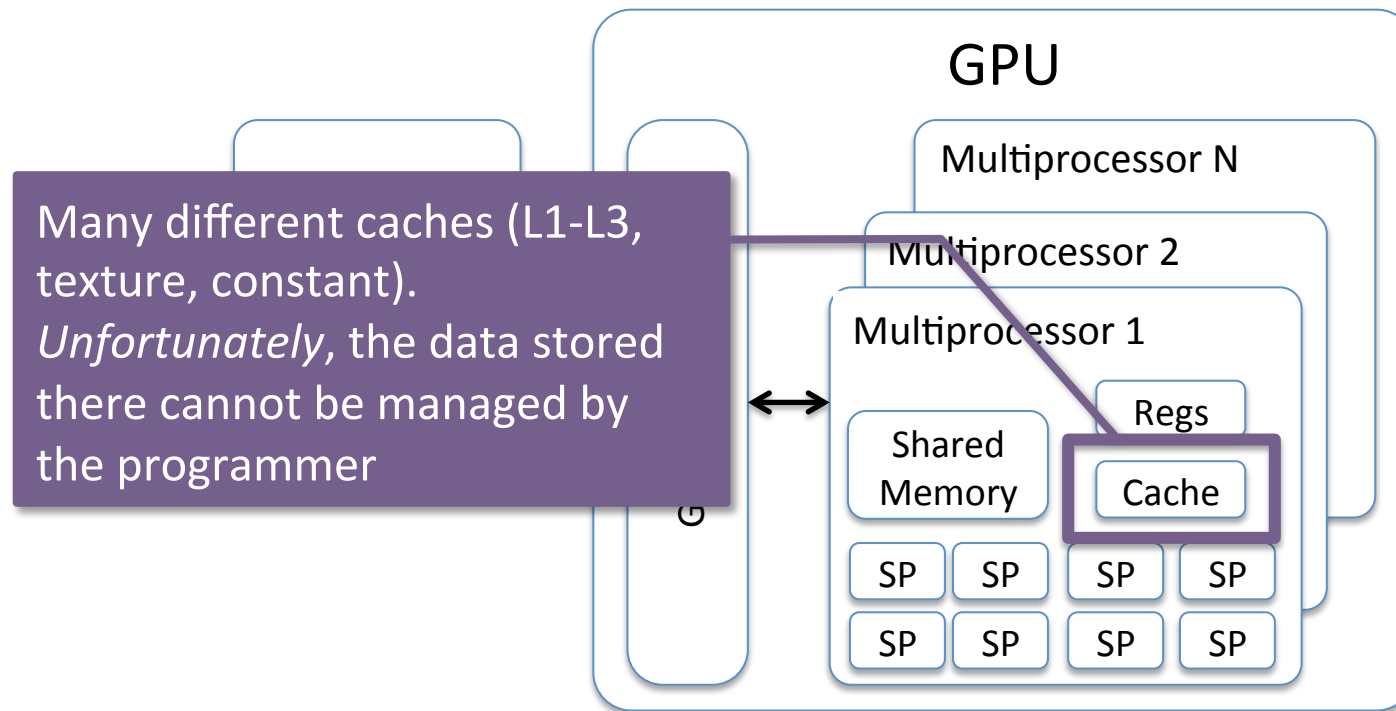 GPU
Multiprocessor N
Many different caches (L1-L3,
texture, constant).
Unfortunately, the data stored
there cannot be managed by
the programmer
Multiprocessor 2
Multiprocessor 1
Regs
Shared
Memory
Cache
G
SP SP SP SP
SP SP SP SP